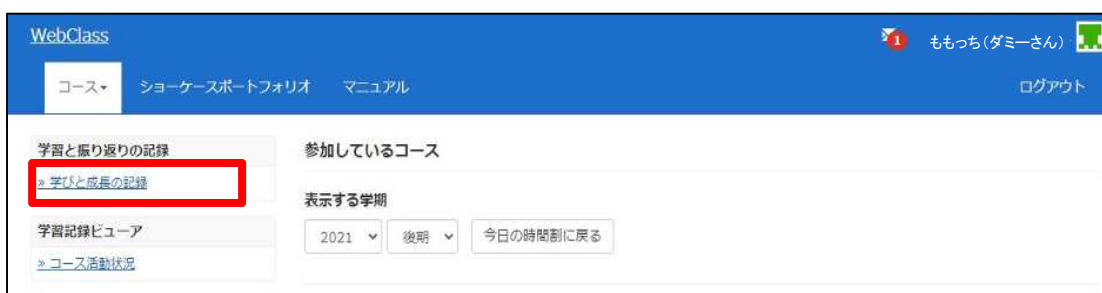 WebClass
1 ももっち(ダミーさん)
コース ショーケースポートフォリオ マニュアル ログアウト
学習と振り返りの記録
» 学びと成長の記録
学習記録ビューア
» コース活動状況
参加しているコース
表示する学期
2021 後期 今日の時間割に戻る